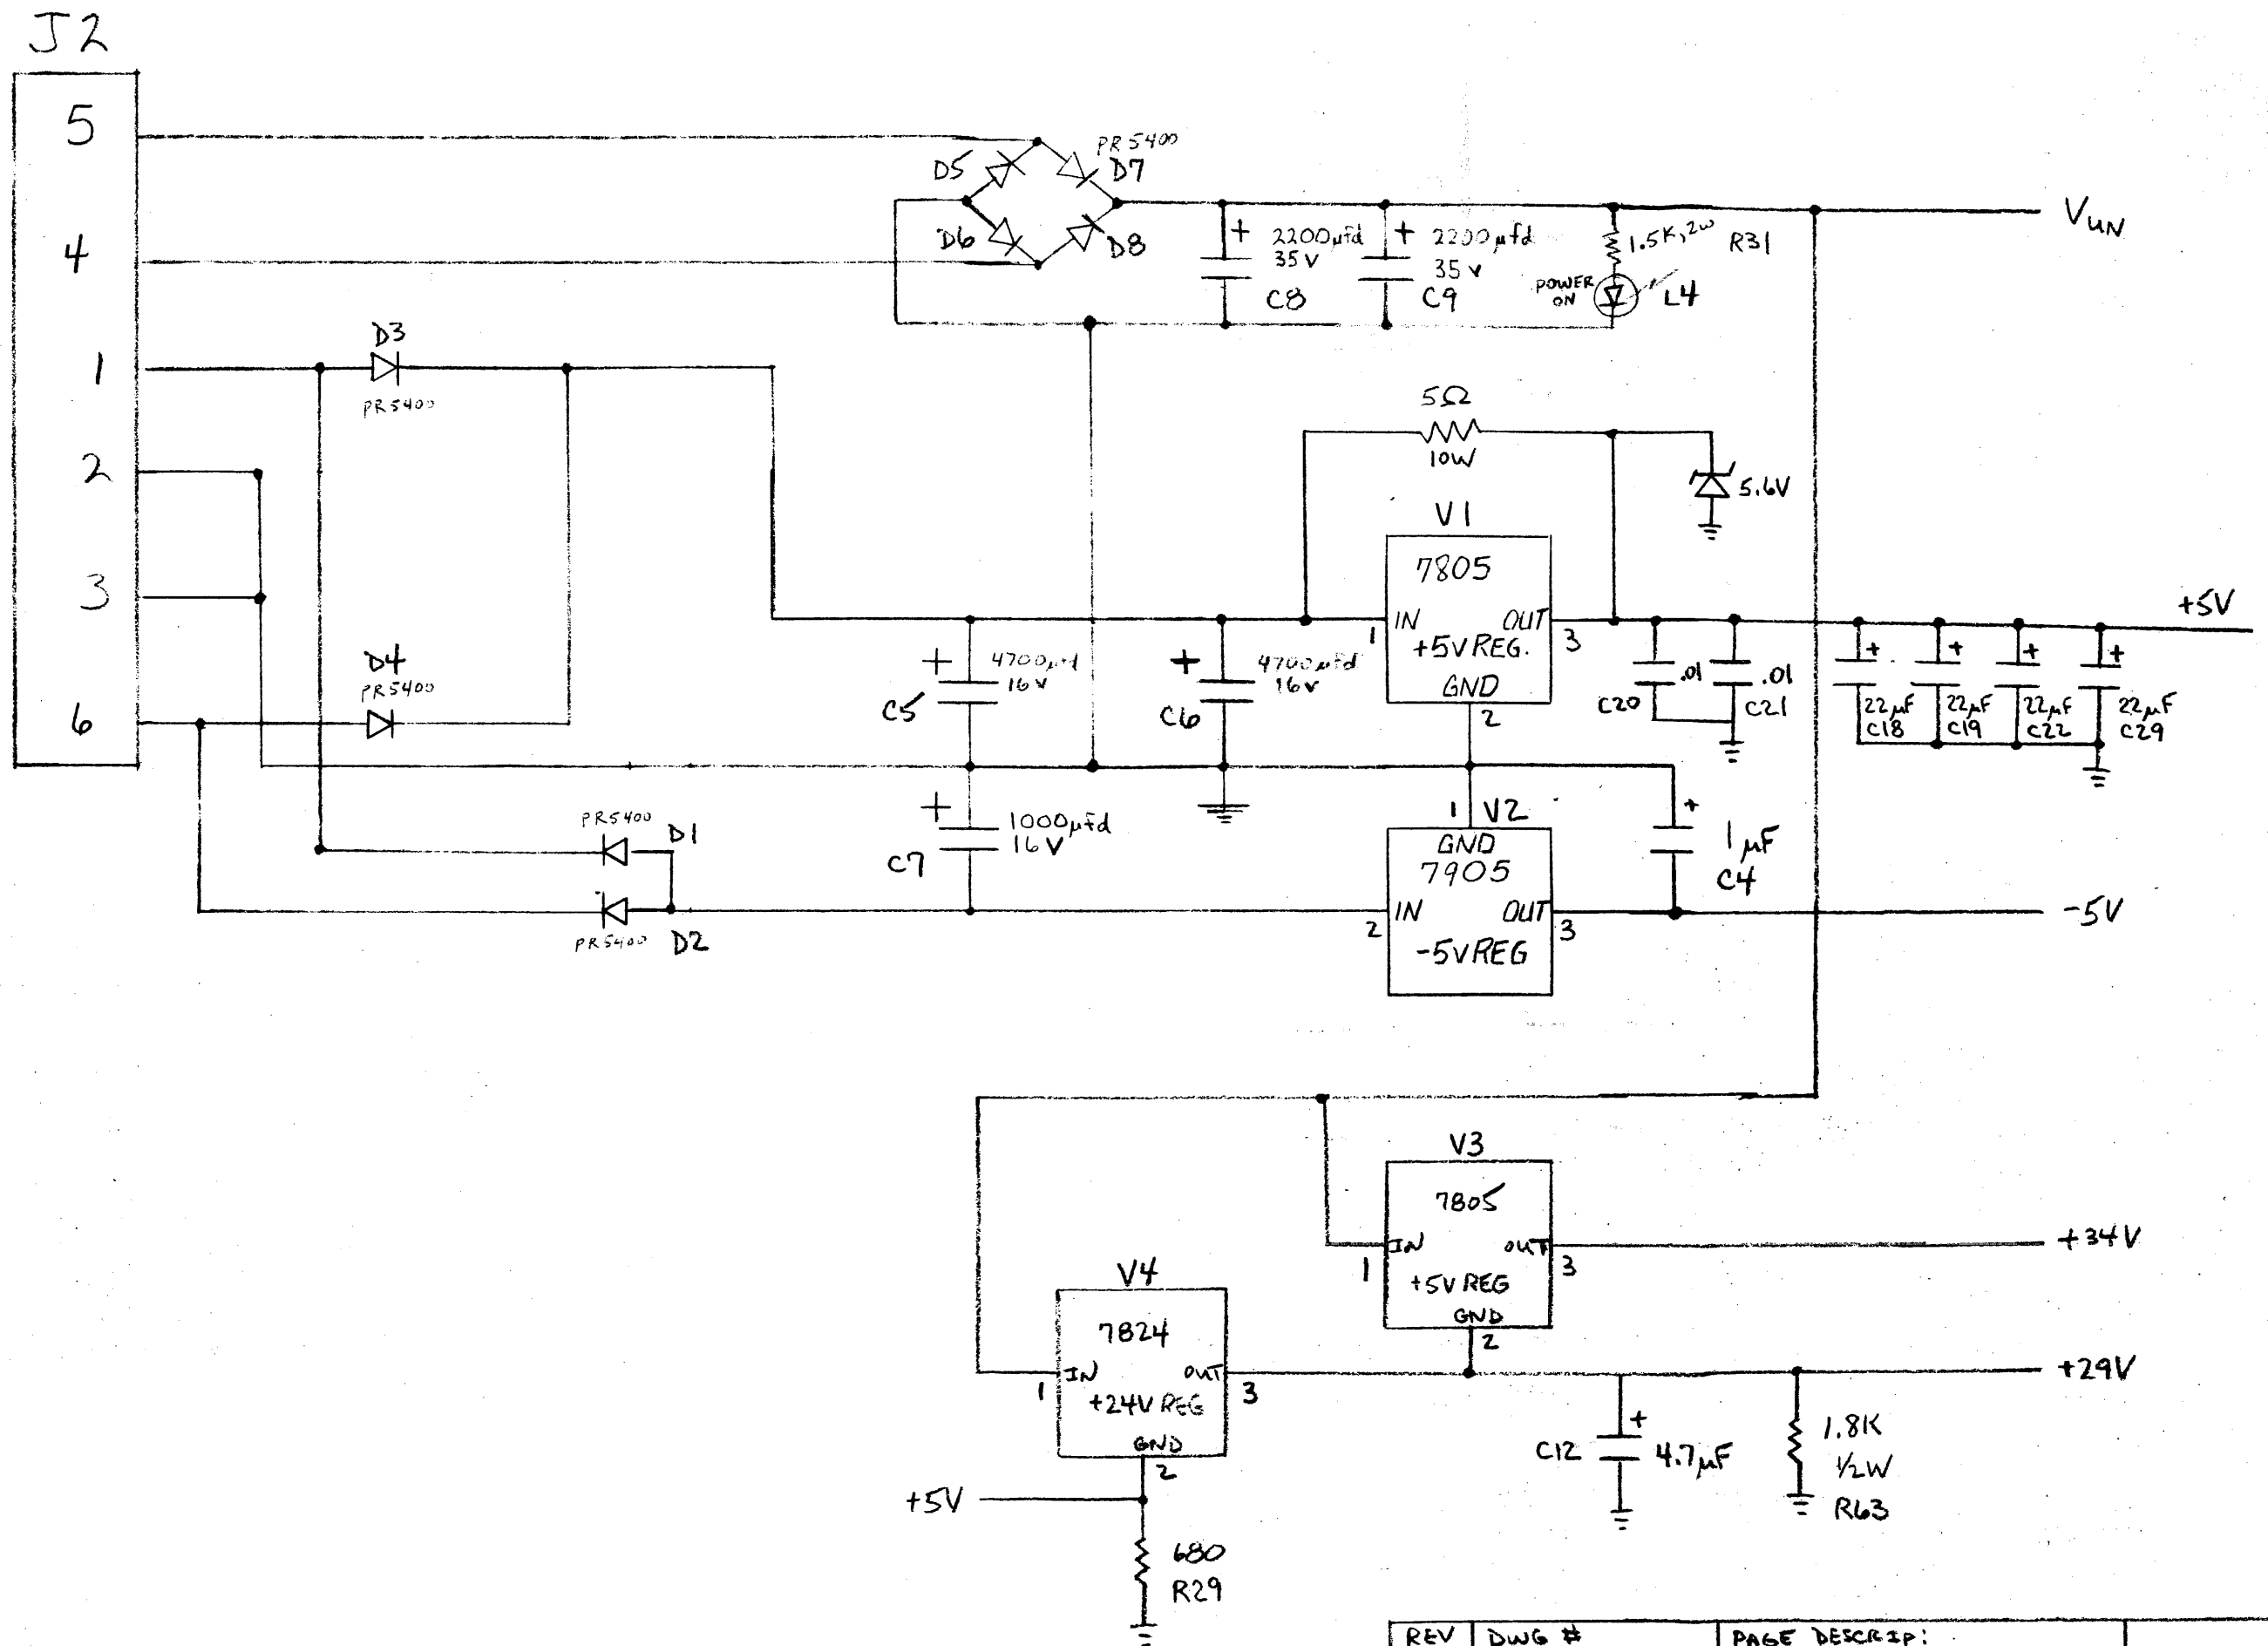 J2
5
4
1
2
3
6
D5
PR5400
D7
D6
D8
+ 2200µfd
35V
C8
+ 2200µfd
35V
C9
1.5K, 2W
R31
POWER
ON
L4
VUN
D3
PR5400
D4
PR5400
5Ω
10W
5.6V
V1
7805
1 IN OUT 3
+5V REG.
GND
2
+ 4700µfd
16V
C5
+ 4700µfd
16V
C6
.01
C20
.01
C21
+5V
+
22µF
C18
+
22µF
C19
+
22µF
C22
+
22µF
C29
PR5400
D1
PR5400
D2
+ 1000µfd
16V
C7
1 V2
GND
7905
2 IN OUT 3
-5V REG
+
1µF
C4
-5V
V3
7805
1 IN OUT 3
+5V REG
GND
2
+34V
V4
7824
1 IN OUT 3
+24V REG
GND
2
+29V
+
C12 4.7µF
1.8K
1/2W
R63
+5V
680
R29
REV DWG # PAGE DESCRIP: